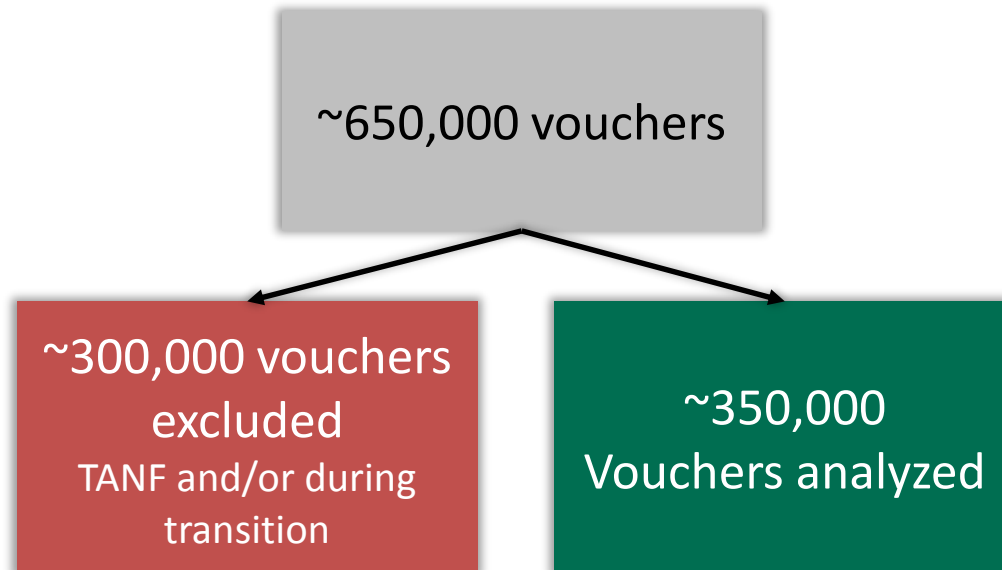 ~650,000 vouchers
~300,000 vouchers
excluded
TANF and/or during
transition
~350,000
Vouchers analyzed